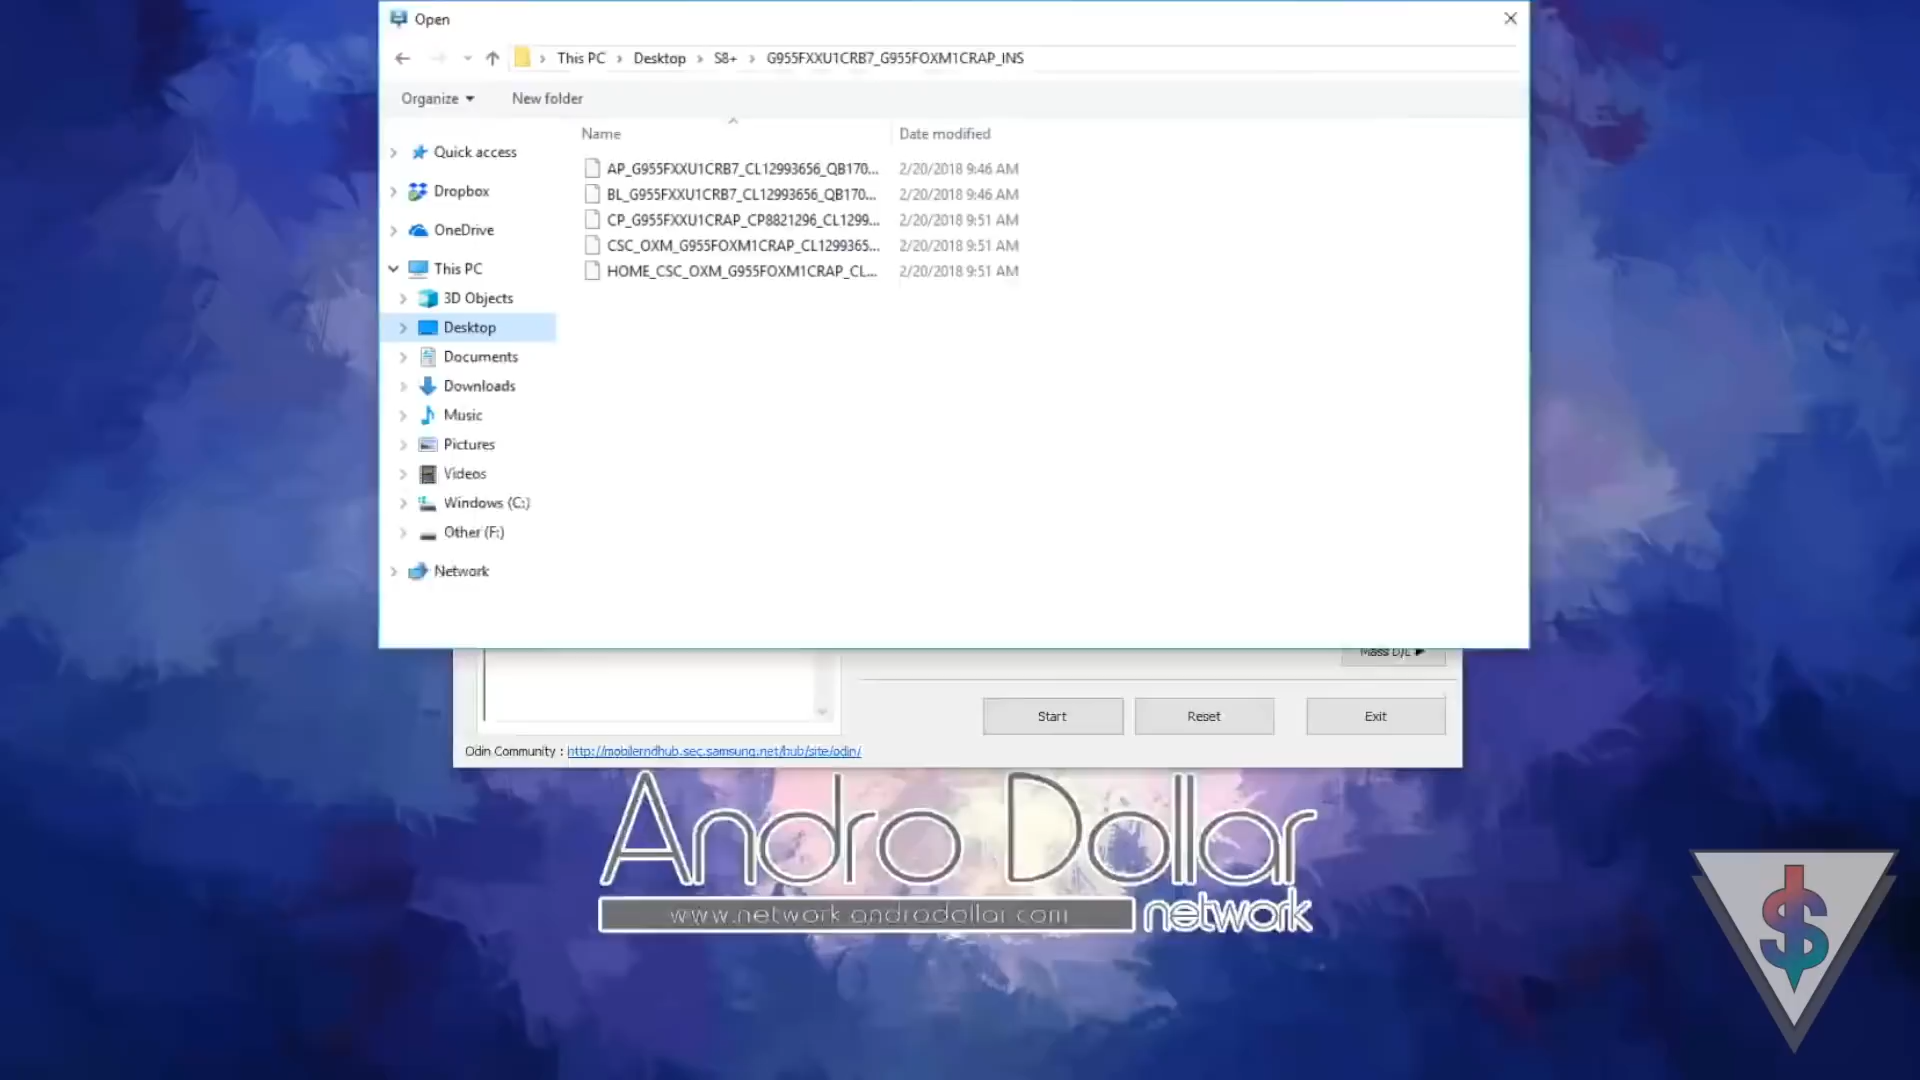 Open
This PC > Desktop > S8+ > G955FXXU1CRB7_G955FOXM1CRAP_INS
Organize New folder
Name Date modified
Quick access
Dropbox
OneDrive
This PC
3D Objects
Desktop
Documents
Downloads
Music
Pictures
Videos
Windows (C:)
Other (F:)
Network
AP_G955FXXU1CRB7_CL12993656_QB170... 2/20/2018 9:46 AM
BL_G955FXXU1CRB7_CL12993656_QB170... 2/20/2018 9:46 AM
CP_G955FXXU1CRAP_CP8821296_CL1299... 2/20/2018 9:51 AM
CSC_OXM_G955FOXM1CRAP_CL1299365... 2/20/2018 9:51 AM
HOME_CSC_OXM_G955FOXM1CRAP_CL... 2/20/2018 9:51 AM
Mass D/L
Start Reset Exit
Odin Community : http://mobilerndhub.sec.samsung.net/hub/site/odin/
Andro Dollar
www.network.androdollar.com network
$